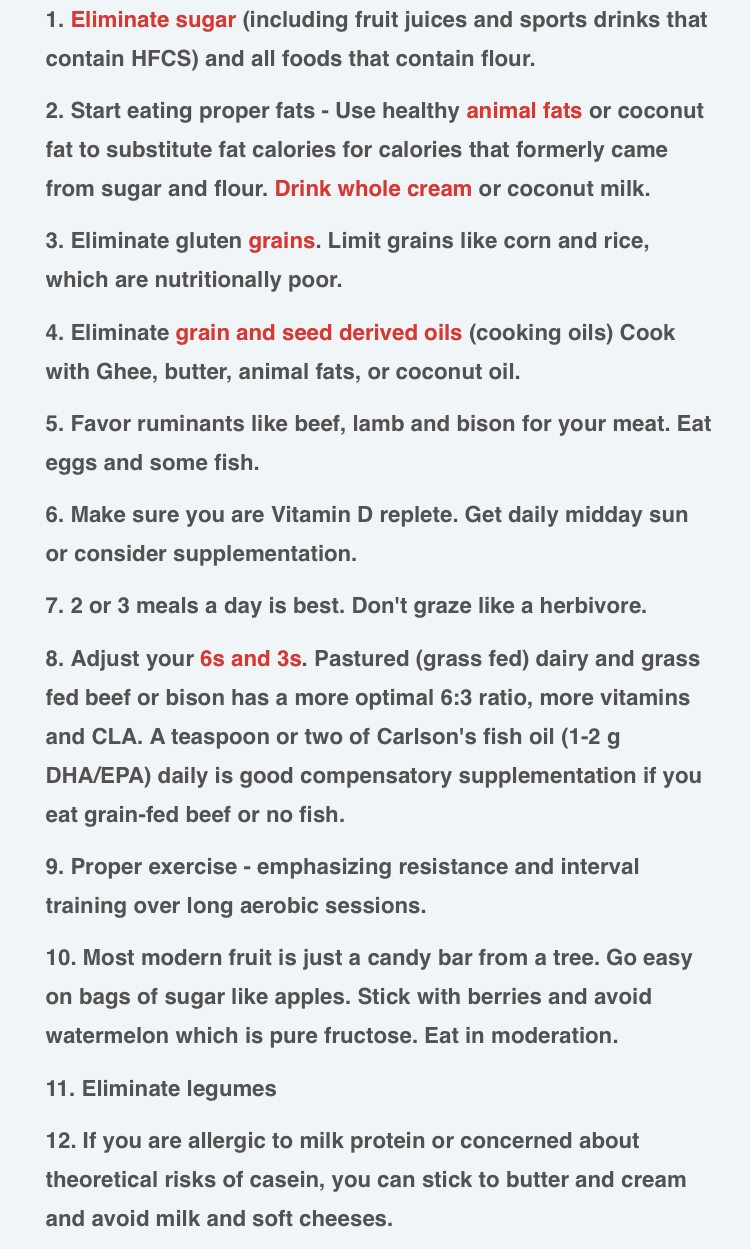 1. Eliminate sugar (including fruit juices and sports drinks that
contain HFCS) and all foods that contain flour.
2. Start eating proper fats - Use healthy animal fats or coconut
fat to substitute fat calories for calories that formerly came
from sugar and flour. Drink whole cream or coconut milk.
3. Eliminate gluten grains. Limit grains like corn and rice,
which are nutritionally poor.
4. Eliminate grain and seed derived oils (cooking oils) Cook
with Ghee, butter, animal fats, or coconut oil.
5. Favor ruminants like beef, lamb and bison for your meat. Eat
eggs and some fish.
6. Make sure you are Vitamin D replete. Get daily midday sun
or consider supplementation.
7. 2 or 3 meals a day is best. Don't graze like a herbivore.
8. Adjust your 6s and 3s. Pastured (grass fed) dairy and grass
fed beef or bison has a more optimal 6:3 ratio, more vitamins
and CLA. A teaspoon or two of Carlson's fish oil (1-2 g
DHA/EPA) daily is good compensatory supplementation if you
eat grain-fed beef or no fish.
9. Proper exercise - emphasizing resistance and interval
training over long aerobic sessions.
10. Most modern fruit is just a candy bar from a tree. Go easy
on bags of sugar like apples. Stick with berries and avoid
watermelon which is pure fructose. Eat in moderation.
11. Eliminate legumes
12. If you are allergic to milk protein or concerned about
theoretical risks of casein, you can stick to butter and cream
and avoid milk and soft cheeses.